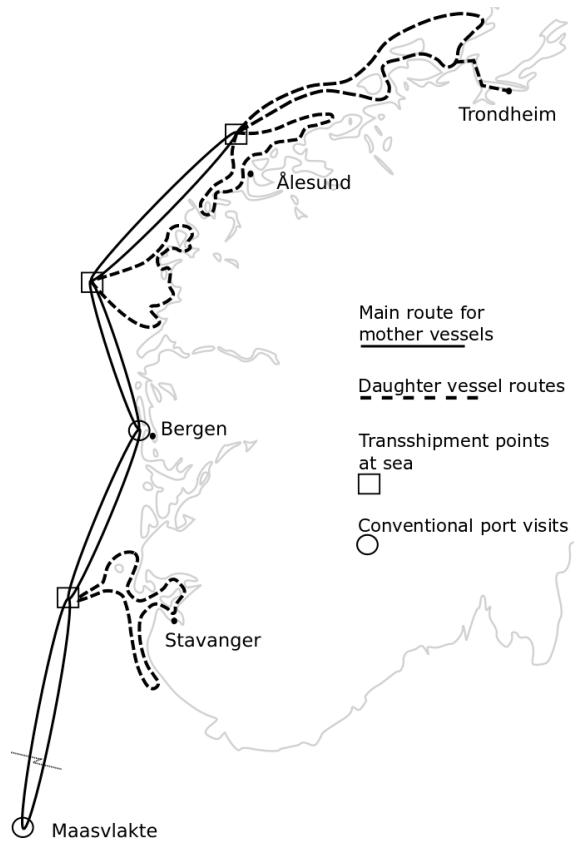 Trondheim
Ålesund
Main route for
mother vessels
Daughter vessel routes
Bergen
Transshipment points
at sea
Conventional port visits
Stavanger
Maasvlakte